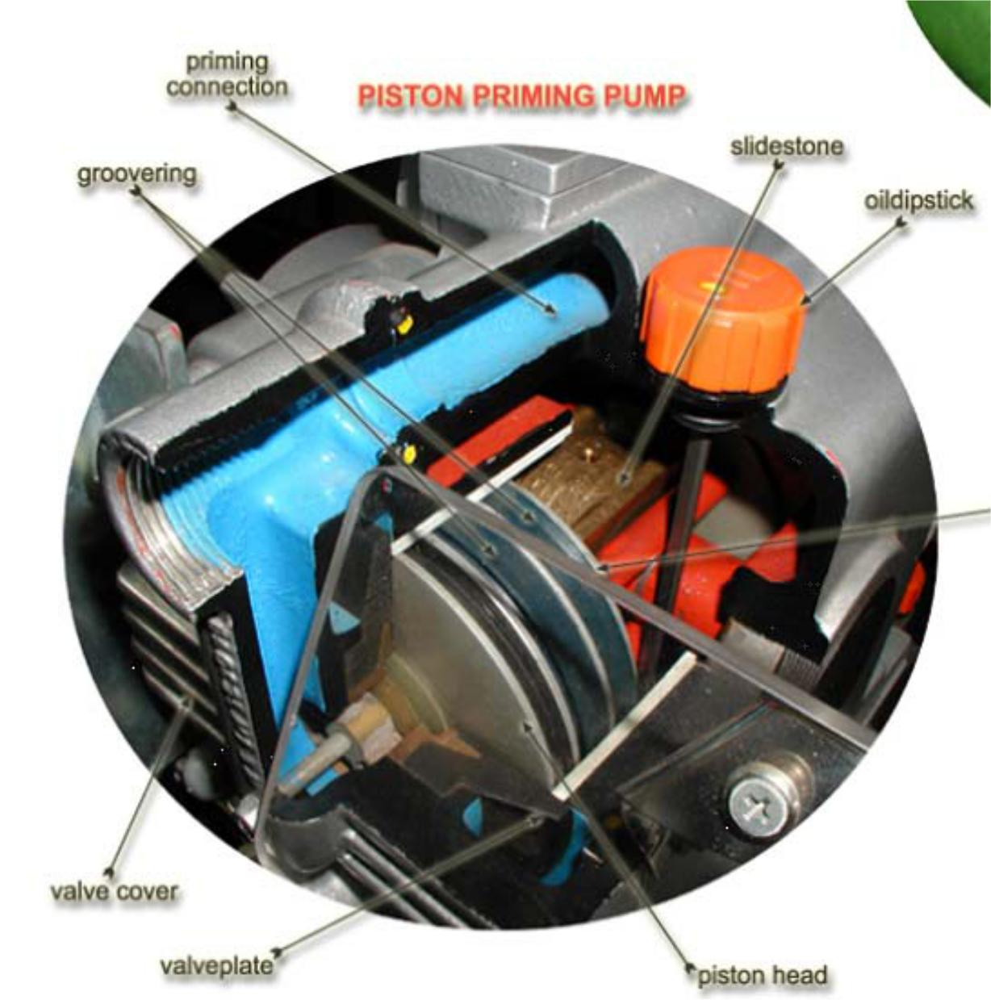 priming
connection
PISTON PRIMING PUMP
slidestone
groovering
oildipstick
valve cover
valveplate
piston head